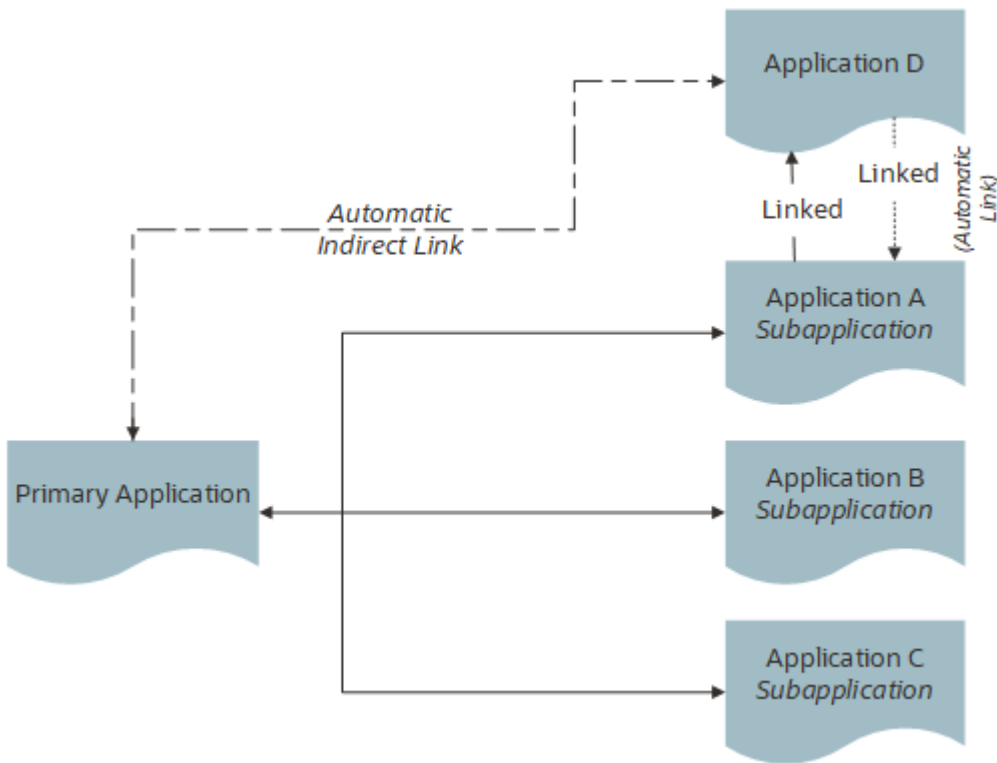 Application D
Linked
Linked
(Automatic
Link)
Automatic
Indirect Link
Application A
Subapplication
Primary Application
Application B
Subapplication
Application C
Subapplication